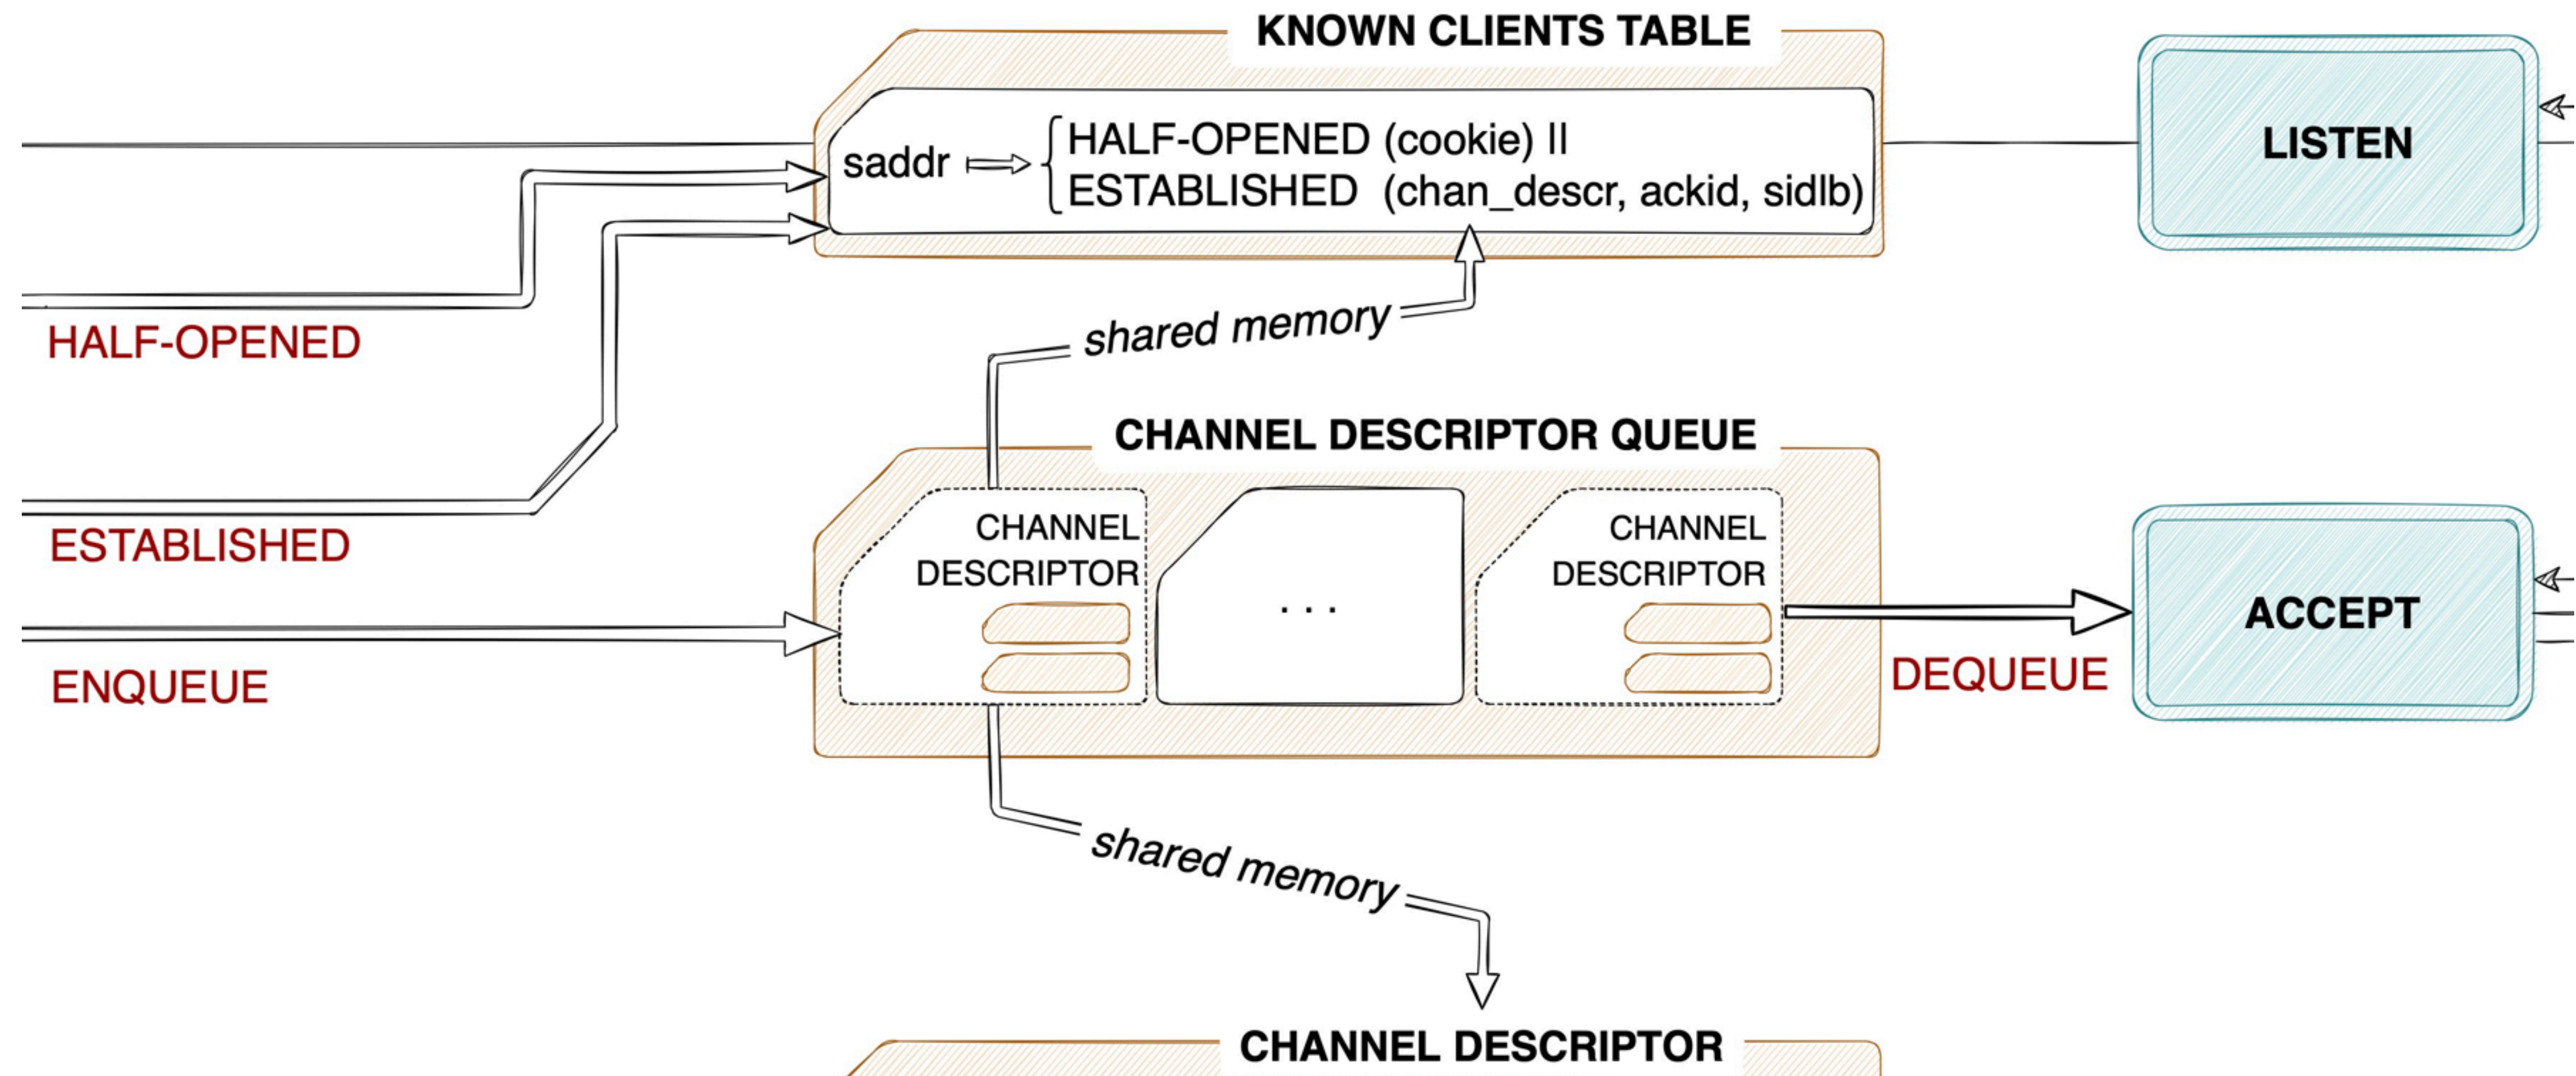 KNOWN CLIENTS TABLE
saddr
HALF-OPENED (cookie) ||
ESTABLISHED (chan_descr, ackid, sidlb)
LISTEN
HALF-OPENED
shared memory
CHANNEL DESCRIPTOR QUEUE
ESTABLISHED
CHANNEL
DESCRIPTOR
. . .
CHANNEL
DESCRIPTOR
ACCEPT
ENQUEUE
DEQUEUE
shared memory
CHANNEL DESCRIPTOR